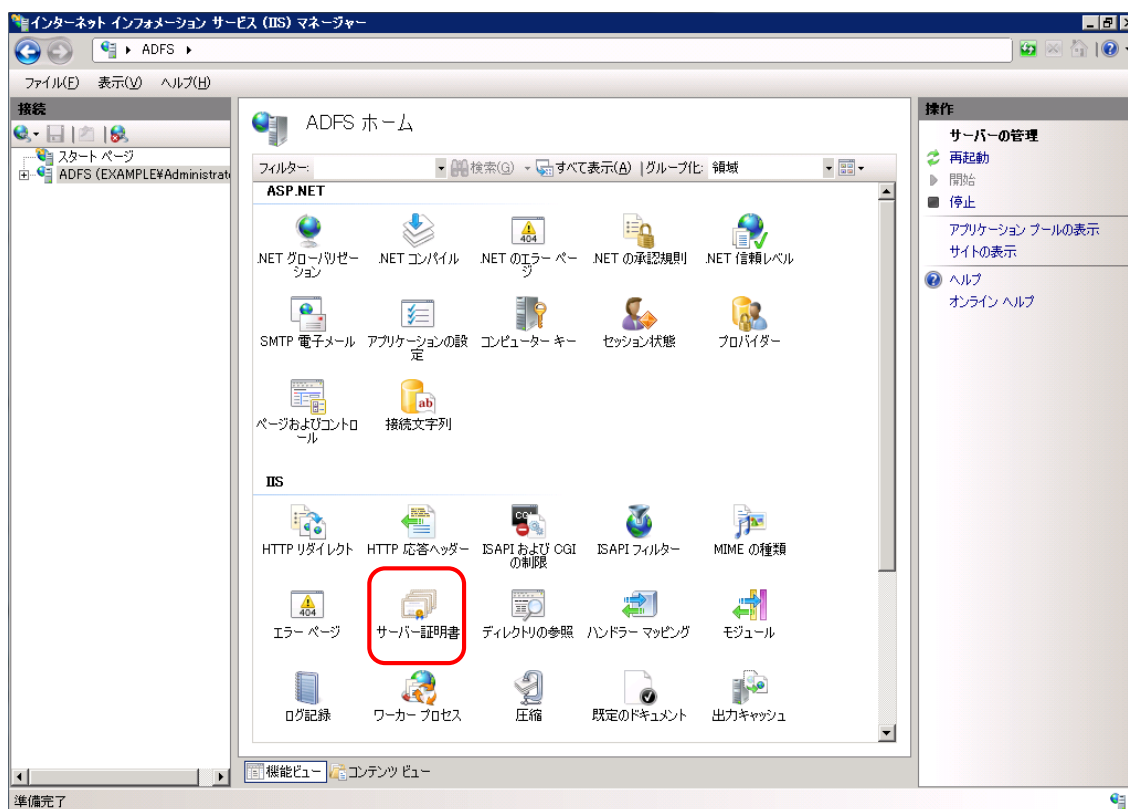 インターネット インフォメーション サービス (IIS) マネージャー
ADFS
ファイル(F) 表示(V) ヘルプ(H)
接続
スタート ページ
ADFS (EXAMPLE¥Administrat
ADFS ホーム
フィルター: 検索(G) すべて表示(A) グループ化: 領域
ASP.NET
.NET グローバリゼーション
.NET コンパイル
.NET のエラー ページ
.NET の承認規則
.NET 信頼レベル
SMTP 電子メール
アプリケーションの設定
コンピューター キー
セッション状態
プロバイダー
ページおよびコントロール
接続文字列
IIS
HTTP リダイレクト
HTTP 応答ヘッダー
ISAPI および CGI の制限
ISAPI フィルター
MIME の種類
エラー ページ
サーバー証明書
ディレクトリの参照
ハンドラー マッピング
モジュール
ログ記録
ワーカー プロセス
圧縮
既定のドキュメント
出力キャッシュ
機能ビュー コンテンツ ビュー
操作
サーバーの管理
再起動
開始
停止
アプリケーション プールの表示
サイトの表示
ヘルプ
オンライン ヘルプ
準備完了